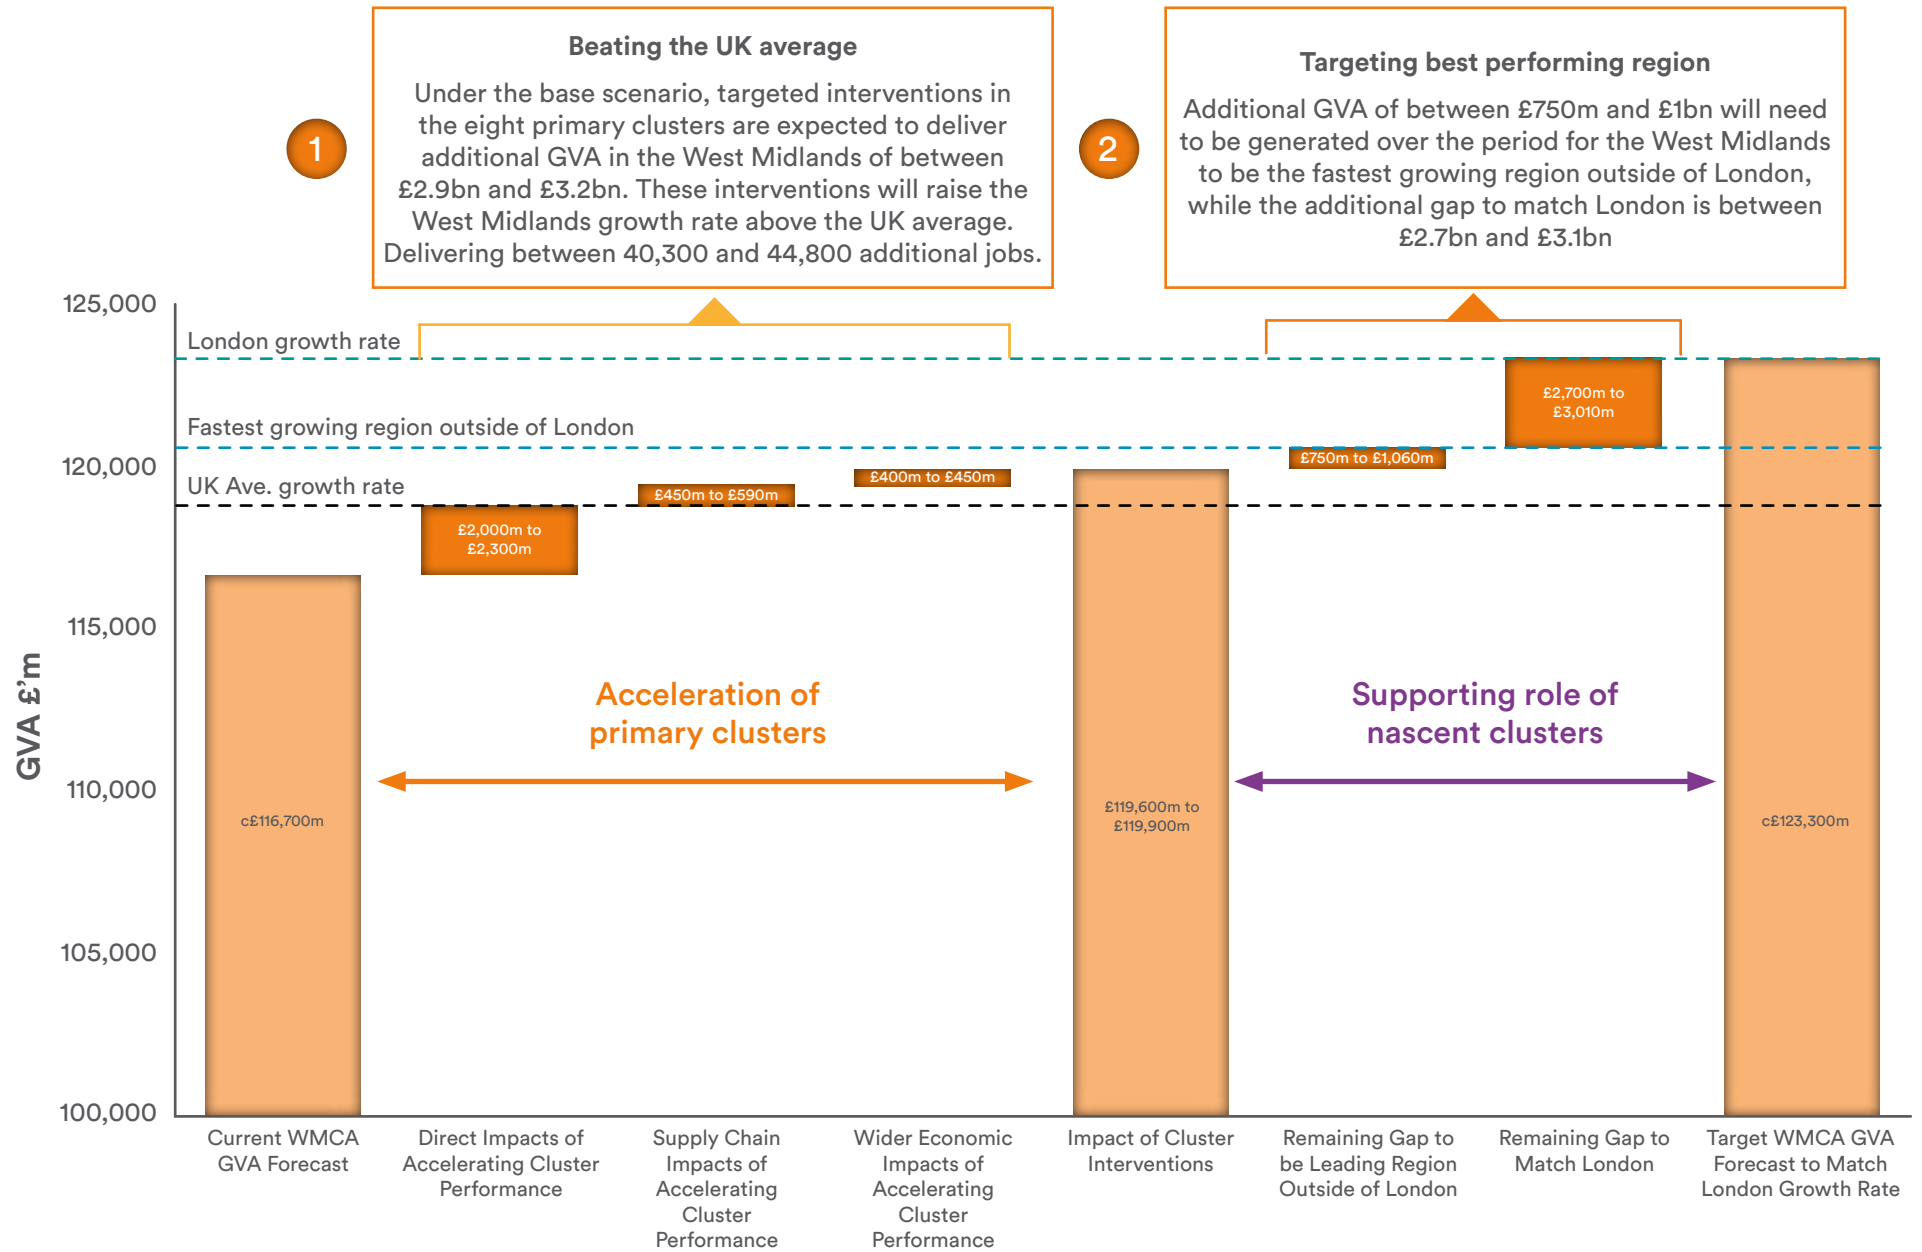 1
Beating the UK average
Under the base scenario, targeted interventions in
the eight primary clusters are expected to deliver
additional GVA in the West Midlands of between
£2.9bn and £3.2bn. These interventions will raise the
West Midlands growth rate above the UK average.
Delivering between 40,300 and 44,800 additional jobs.
2
Targeting best performing region
Additional GVA of between £750m and £1bn will need
to be generated over the period for the West Midlands
to be the fastest growing region outside of London,
while the additional gap to match London is between
£2.7bn and £3.1bn
GVA £'m
125,000
120,000
115,000
110,000
105,000
100,000
London growth rate
Fastest growing region outside of London
UK Ave. growth rate
c£116,700m
£2,000m to
£2,300m
£450m to £590m
£400m to £450m
£119,600m to
£119,900m
£750m to £1,060m
£2,700m to
£3,010m
c£123,300m
Acceleration of
primary clusters
Supporting role of
nascent clusters
Current WMCA
GVA Forecast
Direct Impacts of
Accelerating Cluster
Performance
Supply Chain
Impacts of
Accelerating
Cluster
Performance
Wider Economic
Impacts of
Accelerating
Cluster
Performance
Impact of Cluster
Interventions
Remaining Gap to
be Leading Region
Outside of London
Remaining Gap to
Match London
Target WMCA GVA
Forecast to Match
London Growth Rate